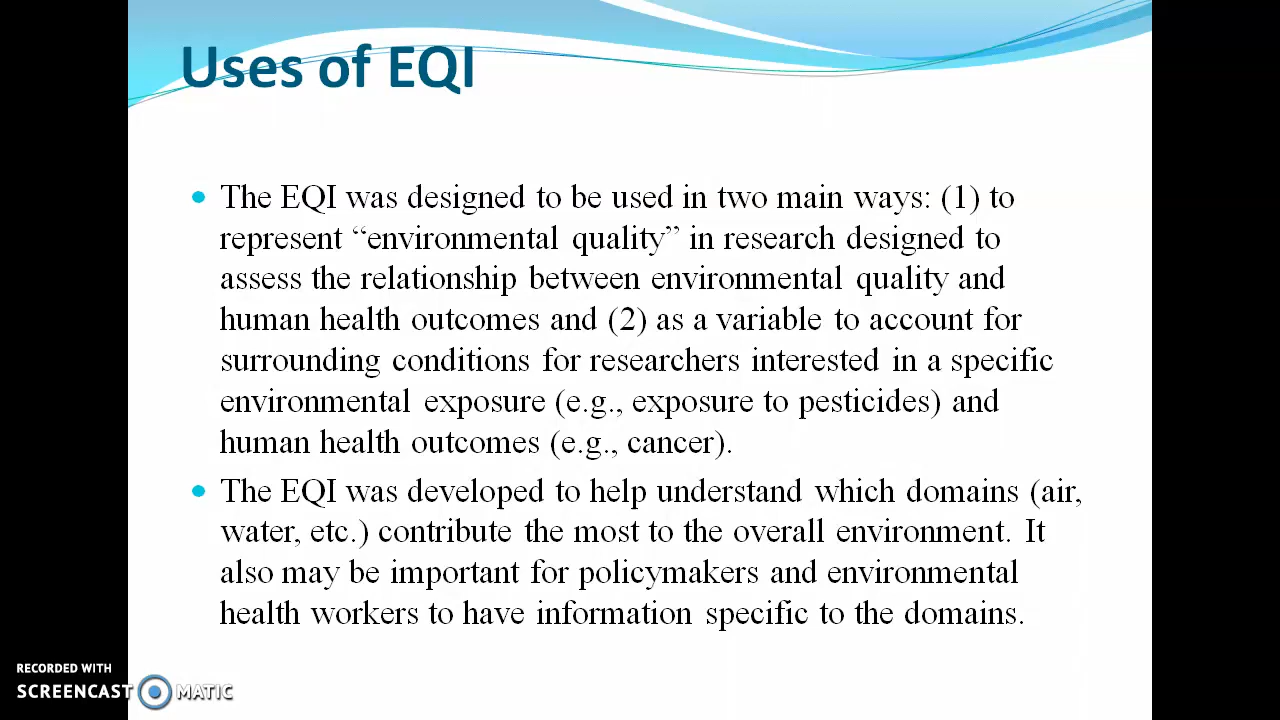 Uses of EQI
The EQI was designed to be used in two main ways: (1) to
represent “environmental quality” in research designed to
assess the relationship between environmental quality and
human health outcomes and (2) as a variable to account for
surrounding conditions for researchers interested in a specific
environmental exposure (e.g., exposure to pesticides) and
human health outcomes (e.g., cancer).
The EQI was developed to help understand which domains (air,
water, etc.) contribute the most to the overall environment. It
also may be important for policymakers and environmental
health workers to have information specific to the domains.
RECORDED WITH
SCREENCAST MATIC